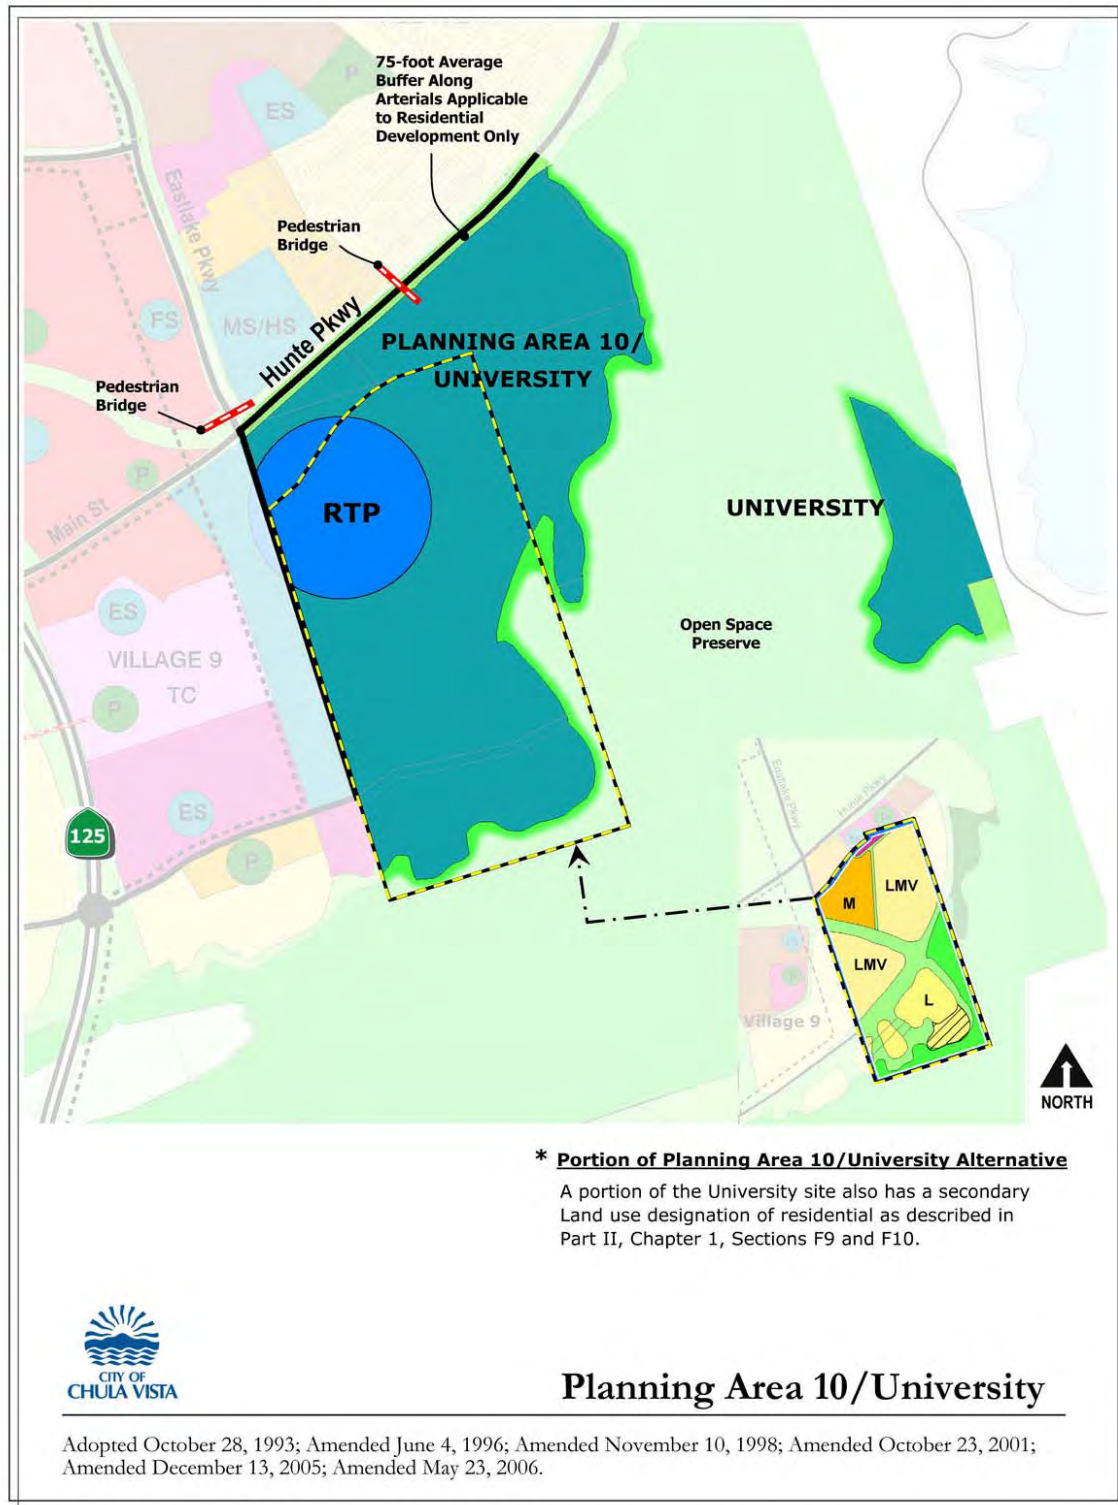 75-foot Average
Buffer Along
Arterials Applicable
to Residential
Development Only
P
ES
Eastlake Pkwy
Pedestrian
Bridge
FS
MS/HS
Hunte Pkwy
PLANNING AREA 10/
UNIVERSITY
Pedestrian
Bridge
P
Main St
RTP
UNIVERSITY
ES
Open Space
Preserve
VILLAGE 9
TC
P
ES
125
P
Eastlake Pkwy
Hunte Pkwy
M
LMV
LMV
L
Village 9
NORTH
* Portion of Planning Area 10/University Alternative
A portion of the University site also has a secondary
Land use designation of residential as described in
Part II, Chapter 1, Sections F9 and F10.
CITY OF
CHULA VISTA
Planning Area 10/University
Adopted October 28, 1993; Amended June 4, 1996; Amended November 10, 1998; Amended October 23, 2001;
Amended December 13, 2005; Amended May 23, 2006.